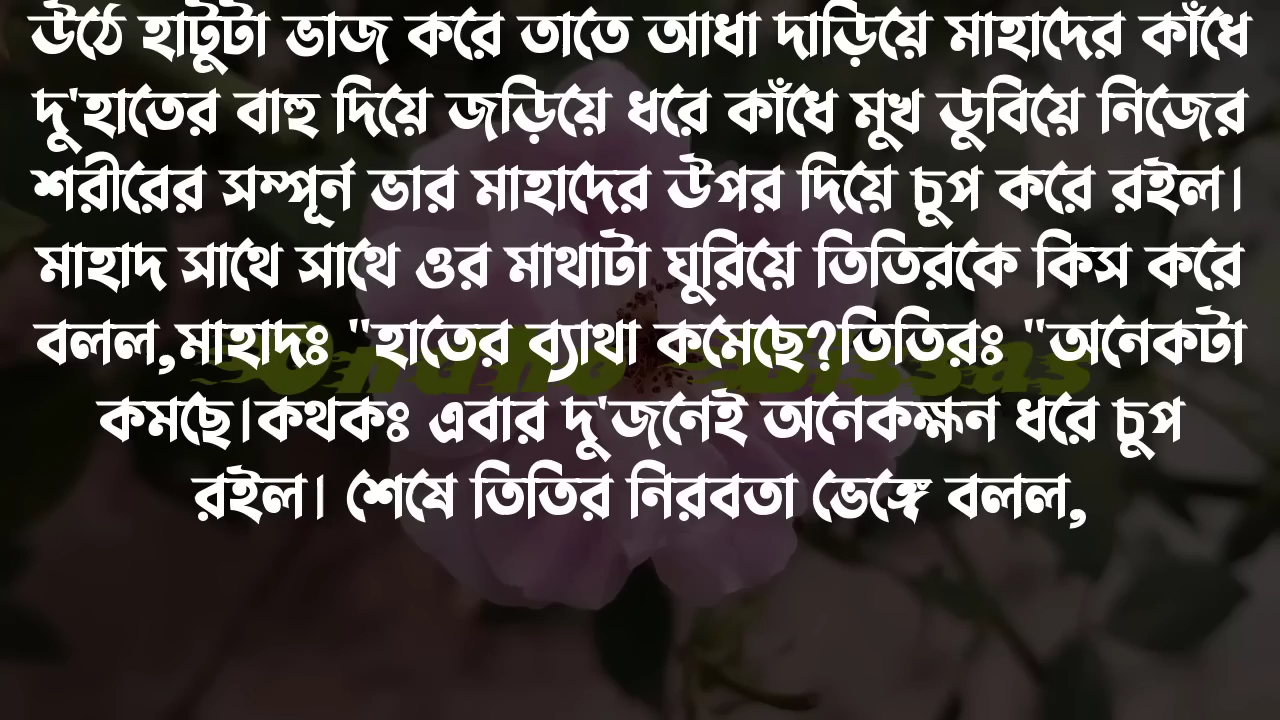 উঠে হাটুটা ভাজ করে তাতে আধা দাড়িয়ে মাহাদের কাঁধে
দু'হাতের বাহু দিয়ে জড়িয়ে ধরে কাঁধে মুখ ডুবিয়ে নিজের
শরীরের সম্পূর্ন ভার মাহাদের উপর দিয়ে চুপ করে রইল।
মাহাদ সাথে সাথে ওর মাথাটা ঘুরিয়ে তিতিরকে কিস করে
বলল,মাহাদঃ "হাতের ব্যাথা কমেছে?তিতিরঃ "অনেকটা
কমছে।কথকঃ এবার দু'জনেই অনেকক্ষন ধরে চুপ
রইল। শেষে তিতির নিরবতা ভেঙ্গে বলল,